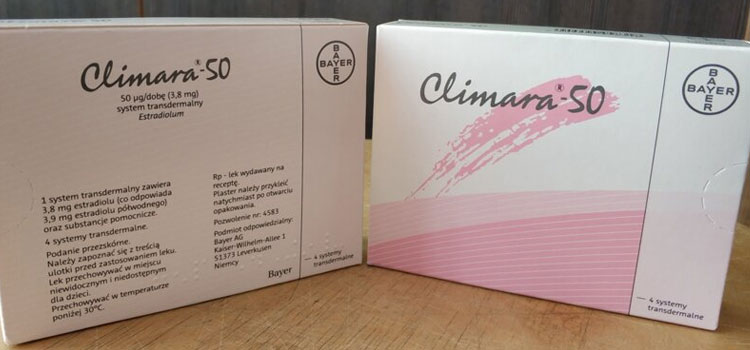 Climara®-50
50 µg/dobę (3,8 mg)
system transdermalny
Estradiolum
BAYER
BAYER
1 system transdermalny zawiera
3,8 mg estradiolu (co odpowiada
3,9 mg estradiolu półwodnego)
oraz substancje pomocnicze.
4 systemy transdermalne.
Podanie przezskórne.
Należy zapoznać się z treścią
ulotki przed zastosowaniem leku.
Lek przechowywać w miejscu
niewidocznym i niedostępnym
dla dzieci.
Przechowywać w temperaturze
poniżej 30°C.
Rp - lek wydawany na
receptę.
Plaster należy przykleić
natychmiast po otwarciu
opakowania.
Pozwolenie nr: 4583
Podmiot odpowiedzialny:
Bayer AG
Kaiser-Wilhelm-Allee 1
51373 Leverkusen
Niemcy
Bayer
4 systemy
transdermalne
Climara®-50
BAYER
BAYER
4 systemy
transdermalne